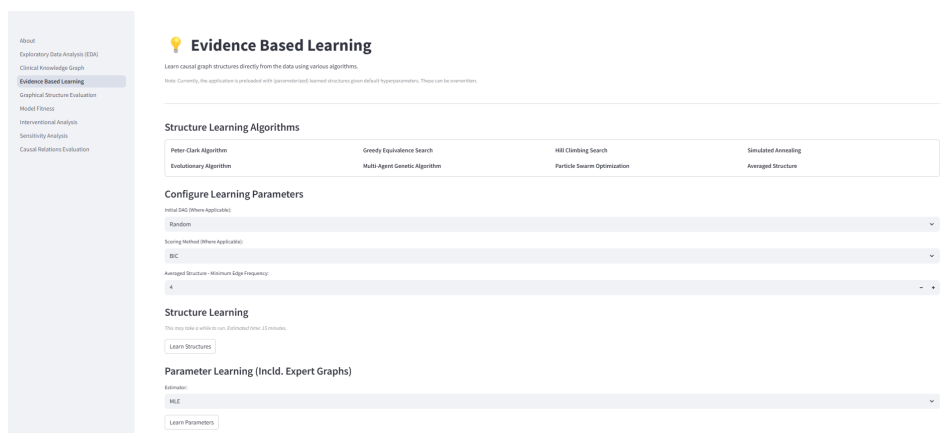 About
Exploratory Data Analysis (EDA)
Clinical Knowledge Graph
Evidence Based Learning
Graphical Structure Evaluation
Model Fitness
Interventional Analysis
Sensitivity Analysis
Causal Relations Evaluation
Evidence Based Learning
Learn causal graph structures directly from the data using various algorithms.
Note: Currently, the application is preloaded with (parameterised) learned structures given default hyperparameters. These can be overwritten.
Structure Learning Algorithms
Peter-Clark Algorithm Greedy Equivalence Search Hill Climbing Search Simulated Annealing
Evolutionary Algorithm Multi-Agent Genetic Algorithm Particle Swarm Optimization Averaged Structure
Configure Learning Parameters
Initial DAG (Where Applicable):
Random
Scoring Method (Where Applicable):
BIC
Averaged Structure - Minimum Edge Frequency:
4 - +
Structure Learning
This may take a while to run. Estimated time: 15 minutes.
Learn Structures
Parameter Learning (Incl. Expert Graphs)
Estimator:
MLE
Learn Parameters